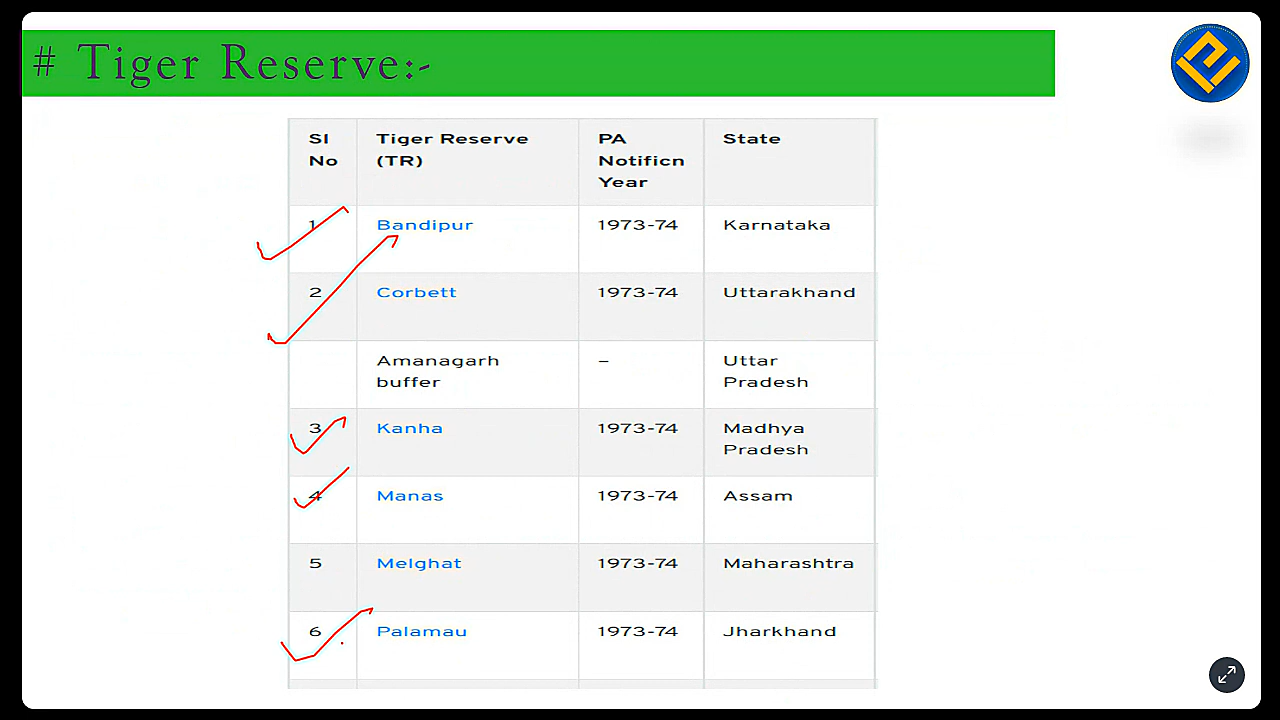 # Tiger Reserve:-
Sl No Tiger Reserve (TR) PA Notificn Year State
1 Bandipur 1973-74 Karnataka
2 Corbett 1973-74 Uttarakhand
Amanagarh buffer – Uttar Pradesh
3 Kanha 1973-74 Madhya Pradesh
4 Manas 1973-74 Assam
5 Melghat 1973-74 Maharashtra
6 Palamau 1973-74 Jharkhand